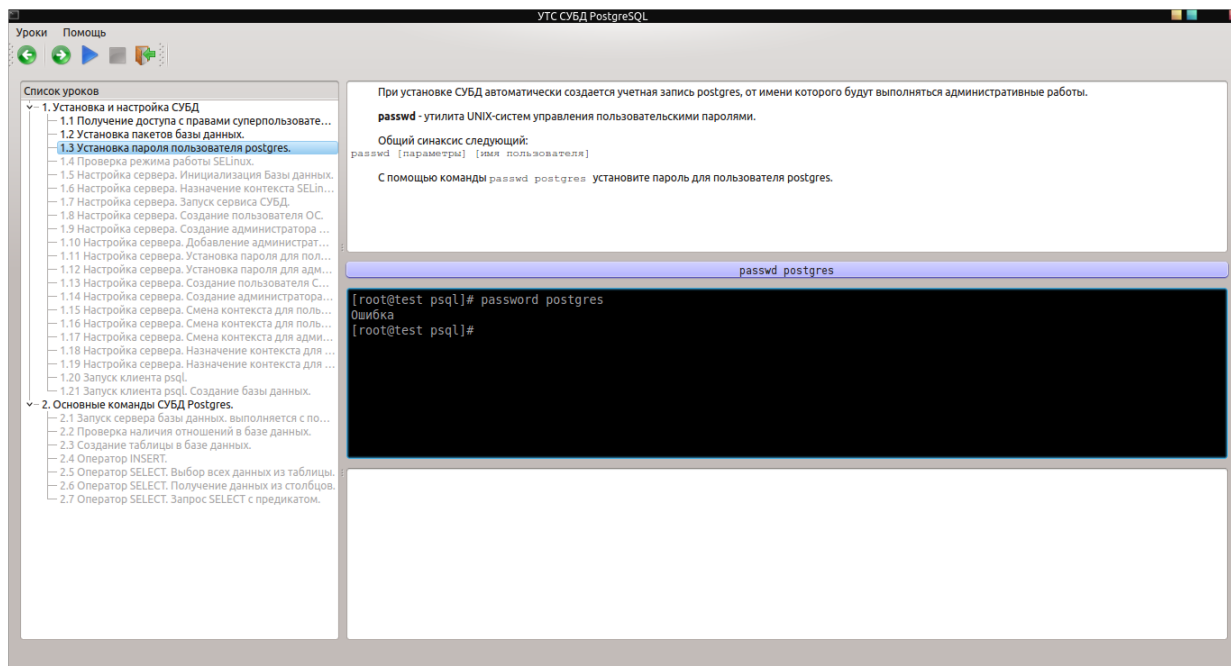 УТС СУБД PostgreSQL
Уроки Помощь
Список уроков
1. Установка и настройка СУБД
1.1 Получение доступа с правами суперпользовате...
1.2 Установка пакетов базы данных.
1.3 Установка пароля пользователя postgres.
1.4 Проверка режима работы SELinux.
1.5 Настройка сервера. Инициализация Базы данных.
1.6 Настройка сервера. Назначение контекста SELin...
1.7 Настройка сервера. Запуск сервиса СУБД.
1.8 Настройка сервера. Создание пользователя ОС.
1.9 Настройка сервера. Создание администратора ...
1.10 Настройка сервера. Добавление администрат...
1.11 Настройка сервера. Установка пароля для пол...
1.12 Настройка сервера. Установка пароля для адм...
1.13 Настройка сервера. Создание пользователя С...
1.14 Настройка сервера. Создание администратора...
1.15 Настройка сервера. Смена контекста для поль...
1.16 Настройка сервера. Смена контекста для поль...
1.17 Настройка сервера. Смена контекста для адми...
1.18 Настройка сервера. Назначение контекста для ...
1.19 Настройка сервера. Назначение контекста для ...
1.20 Запуск клиента psql.
1.21 Запуск клиента psql. Создание базы данных.
2. Основные команды СУБД Postgres.
2.1 Запуск сервера базы данных. выполняется с по...
2.2 Проверка наличия отношений в базе данных.
2.3 Создание таблицы в базе данных.
2.4 Оператор INSERT.
2.5 Оператор SELECT. Выбор всех данных из таблицы.
2.6 Оператор SELECT. Получение данных из столбцов.
2.7 Оператор SELECT. Запрос SELECT с предикатом.
При установке СУБД автоматически создается учетная запись postgres, от имени которого будут выполняться административные работы.
passwd - утилита UNIX-систем управления пользовательскими паролями.
Общий синаксис следующий:
passwd [параметры] [имя пользователя]
С помощью команды passwd postgres установите пароль для пользователя postgres.
passwd postgres
[root@test psql]# password postgres
Ошибка
[root@test psql]#